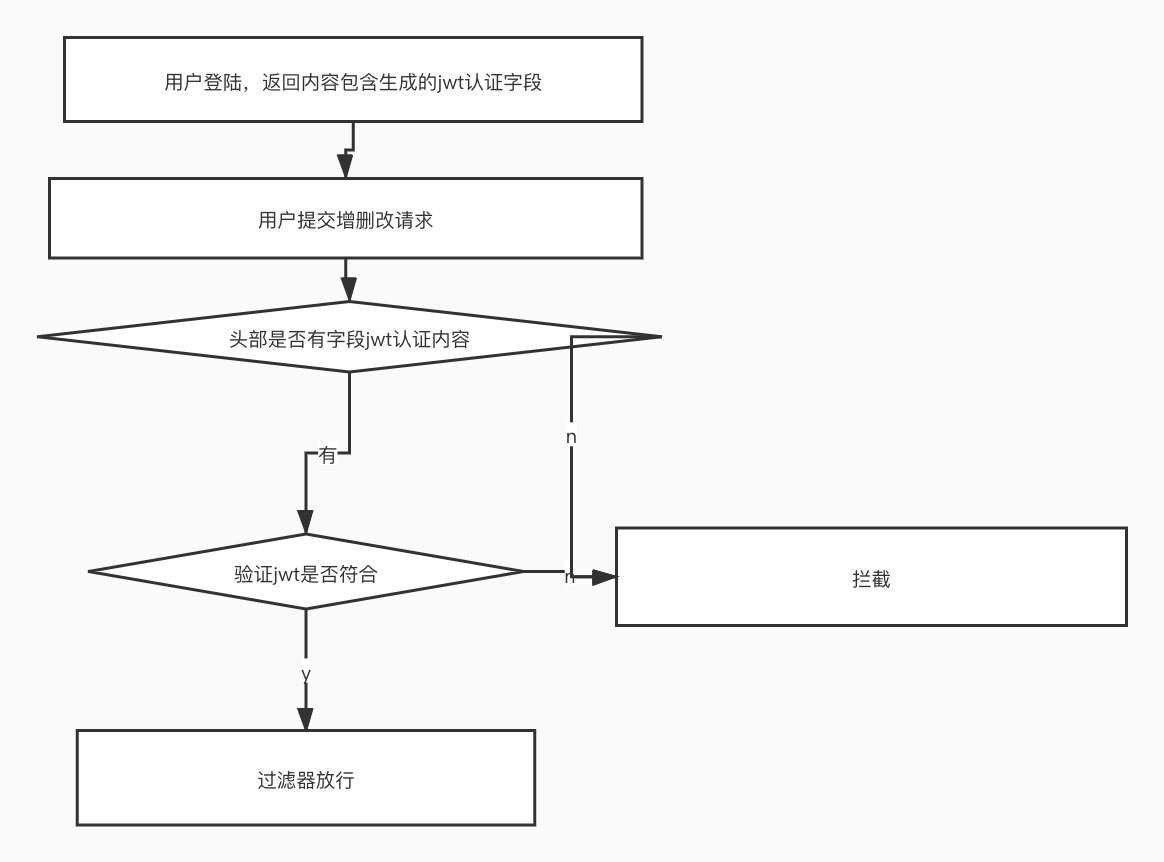 用户登陆，返回内容包含生成的jwt认证字段
用户提交增删改请求
头部是否有字段jwt认证内容
n
有
验证jwt是否符合
n
拦截
y
过滤器放行